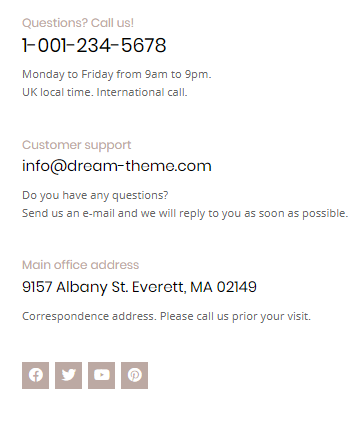 Questions? Call us!
1-001-234-5678
Monday to Friday from 9am to 9pm.
UK local time. International call.
Customer support
info@dream-theme.com
Do you have any questions?
Send us an e-mail and we will reply to you as soon as possible.
Main office address
9157 Albany St. Everett, MA 02149
Correspondence address. Please call us prior your visit.